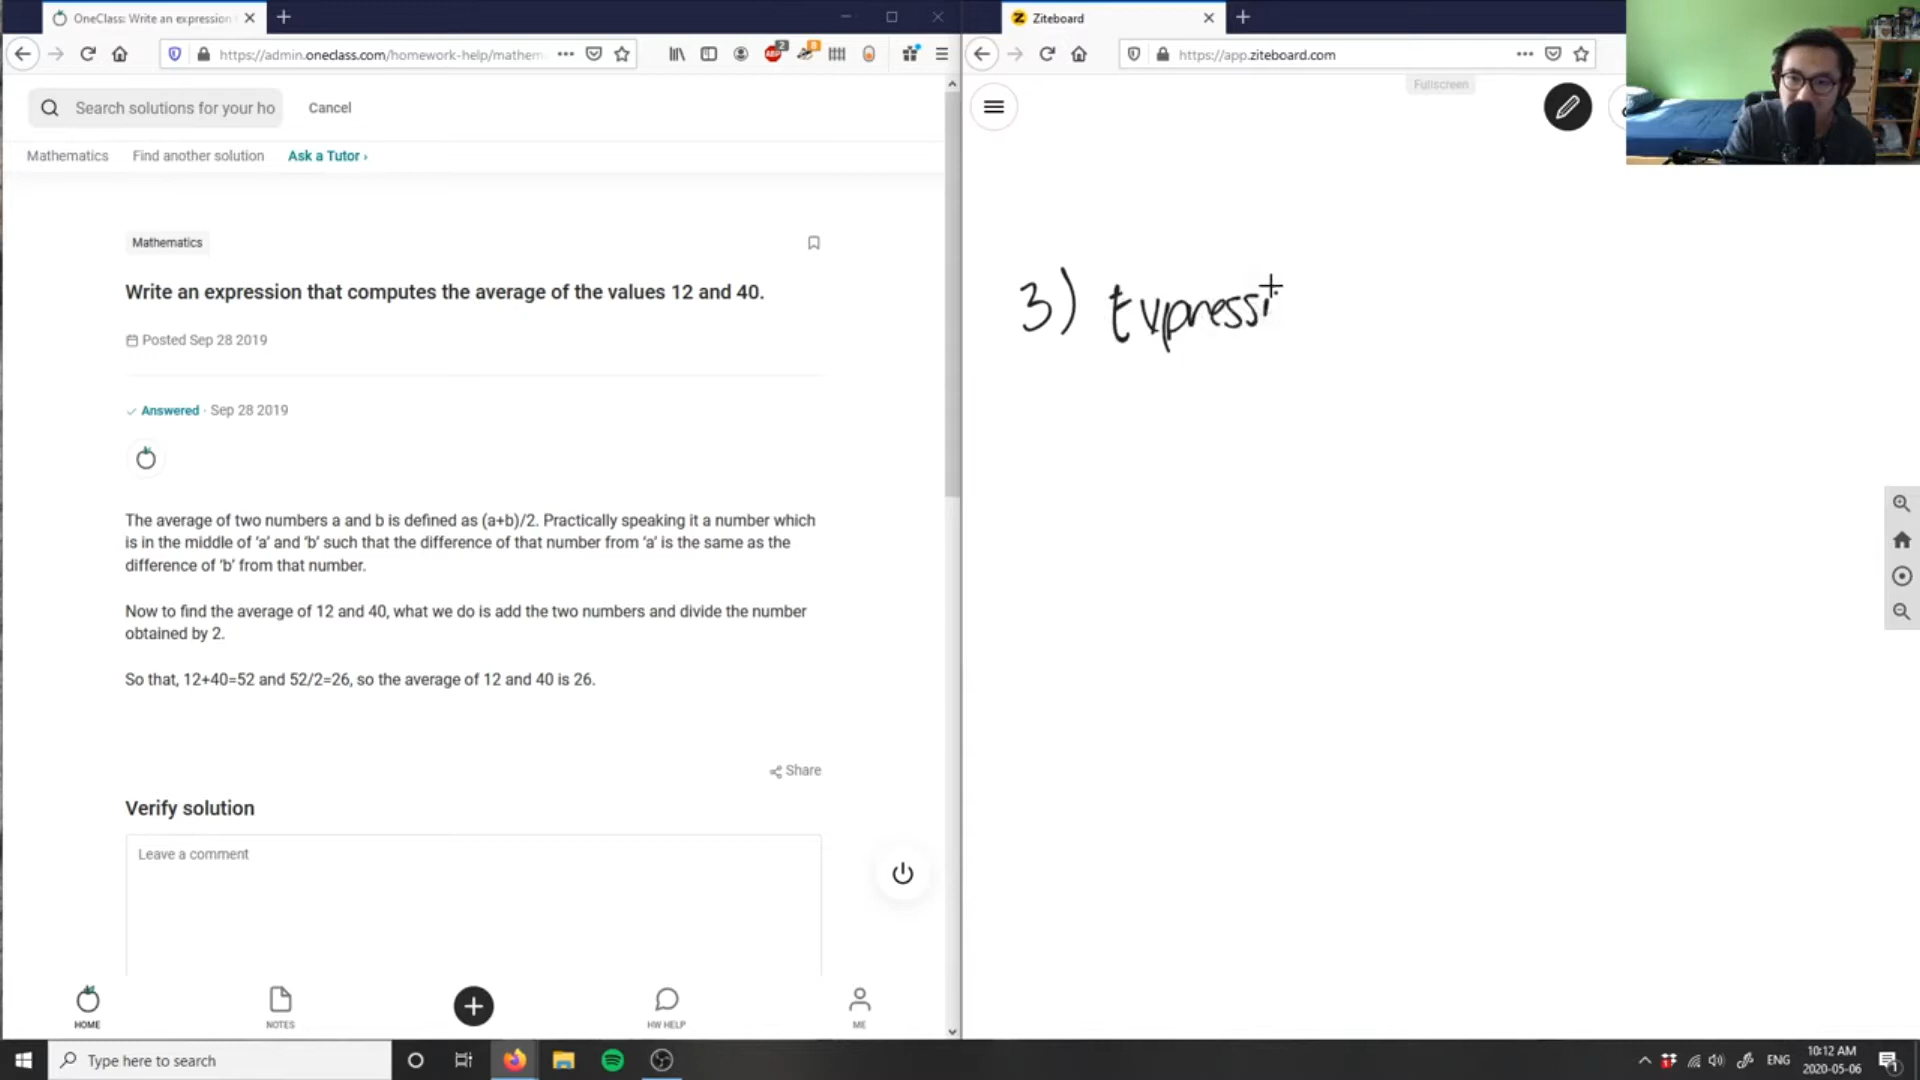 OneClass: Write an expression
Ziteboard
https://admin.oneclass.com/homework-help/mathem
https://app.ziteboard.com
Fullscreen
Search solutions for your ho
Cancel
Mathematics
Find another solution
Ask a Tutor ›
Mathematics
Write an expression that computes the average of the values 12 and 40.
Posted Sep 28 2019
Answered · Sep 28 2019
The average of two numbers a and b is defined as (a+b)/2. Practically speaking it a number which
is in the middle of 'a' and 'b' such that the difference of that number from 'a' is the same as the
difference of 'b' from that number.
Now to find the average of 12 and 40, what we do is add the two numbers and divide the number
obtained by 2.
So that, 12+40=52 and 52/2=26, so the average of 12 and 40 is 26.
Share
Verify solution
Leave a comment
HOME
NOTES
HW HELP
ME
3) Expressi
Type here to search
ENG
10:12 AM
2020-05-06